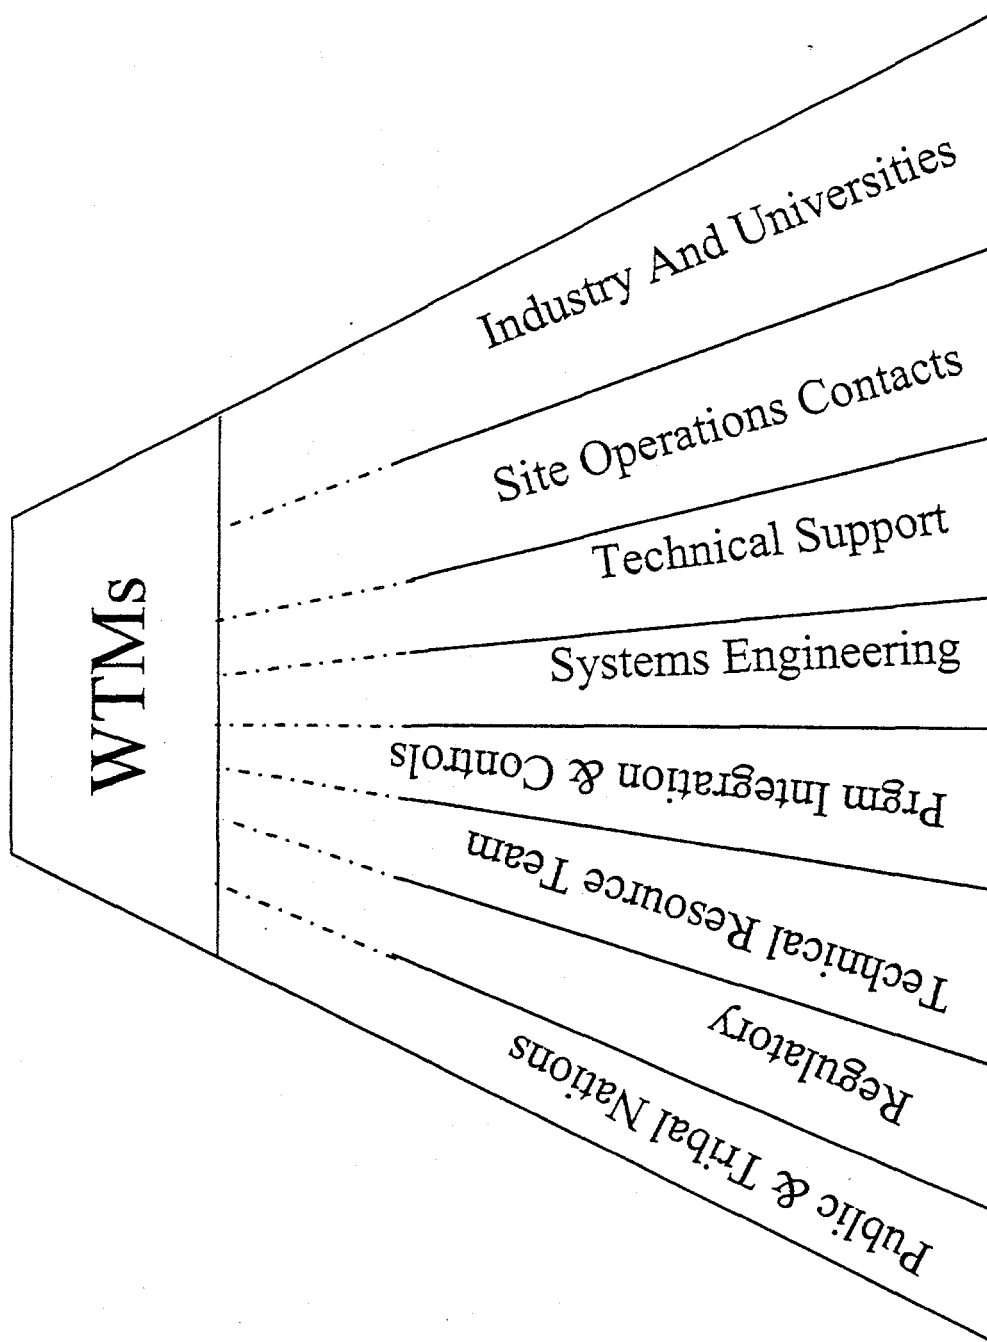 WTMs
Industry And Universities
Site Operations Contacts
Technical Support
Systems Engineering
Prgm Integration & Controls
Technical Resource Team
Regulatory
Public & Tribal Nations